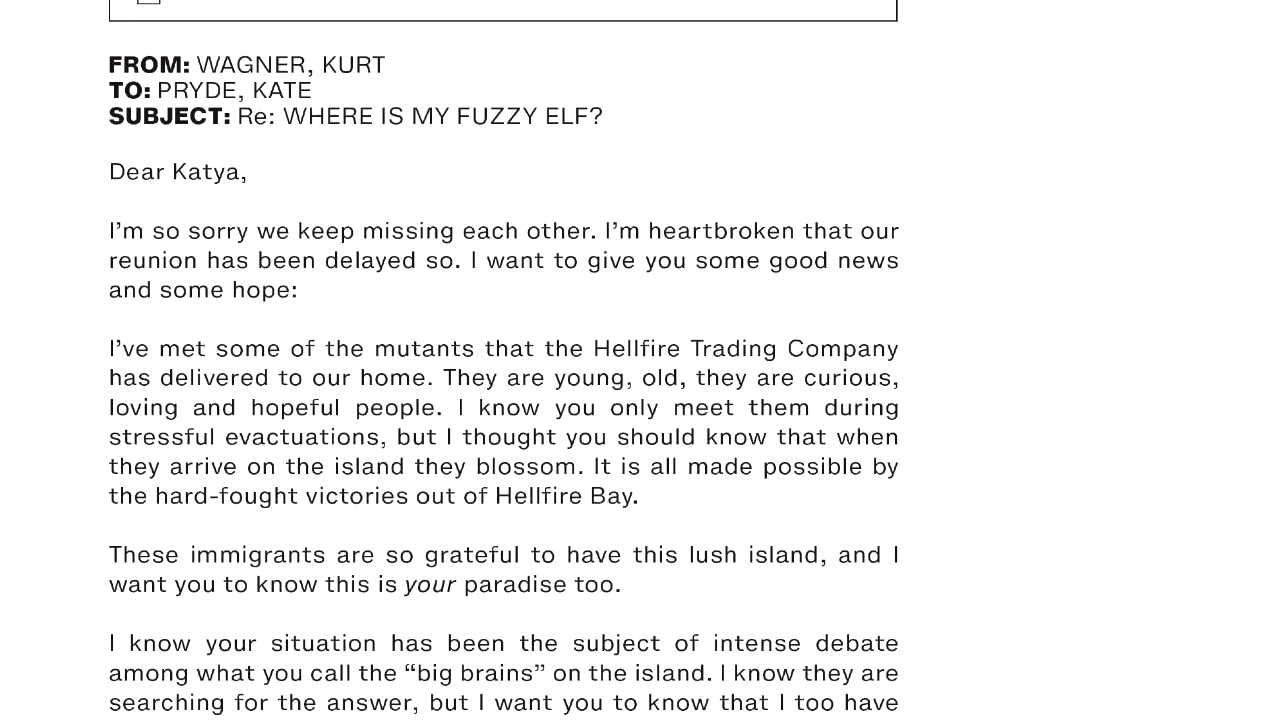 FROM: WAGNER, KURT
TO: PRYDE, KATE
SUBJECT: Re: WHERE IS MY FUZZY ELF?
Dear Katya,
I’m so sorry we keep missing each other. I’m heartbroken that our
reunion has been delayed so. I want to give you some good news
and some hope:
I’ve met some of the mutants that the Hellfire Trading Company
has delivered to our home. They are young, old, they are curious,
loving and hopeful people. I know you only meet them during
stressful evactuations, but I thought you should know that when
they arrive on the island they blossom. It is all made possible by
the hard-fought victories out of Hellfire Bay.
These immigrants are so grateful to have this lush island, and I
want you to know this is your paradise too.
I know your situation has been the subject of intense debate
among what you call the “big brains” on the island. I know they are
searching for the answer, but I want you to know that I too have